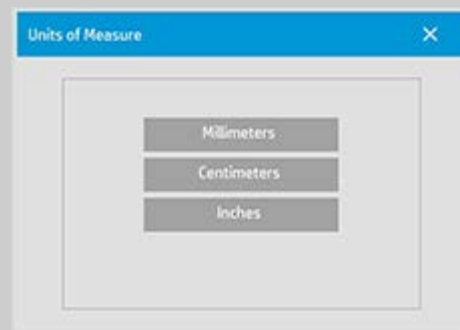 Units of Measure
Millimeters
Centimeters
Inches